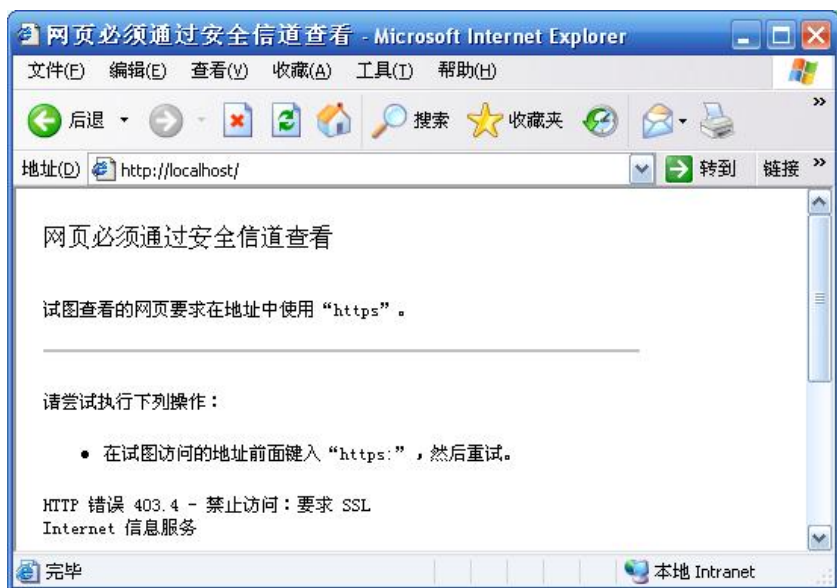 网页必须通过安全信道查看 - Microsoft Internet Explorer
文件(F) 编辑(E) 查看(V) 收藏(A) 工具(T) 帮助(H)
后退 搜索 收藏夹 »
地址(D) http://localhost/ 转到 链接 »
网页必须通过安全信道查看
试图查看的网页要求在地址中使用“https”。
请尝试执行下列操作：
• 在试图访问的地址前面键入“https:”，然后重试。
HTTP 错误 403.4 - 禁止访问：要求 SSL
Internet 信息服务
完毕 本地 Intranet